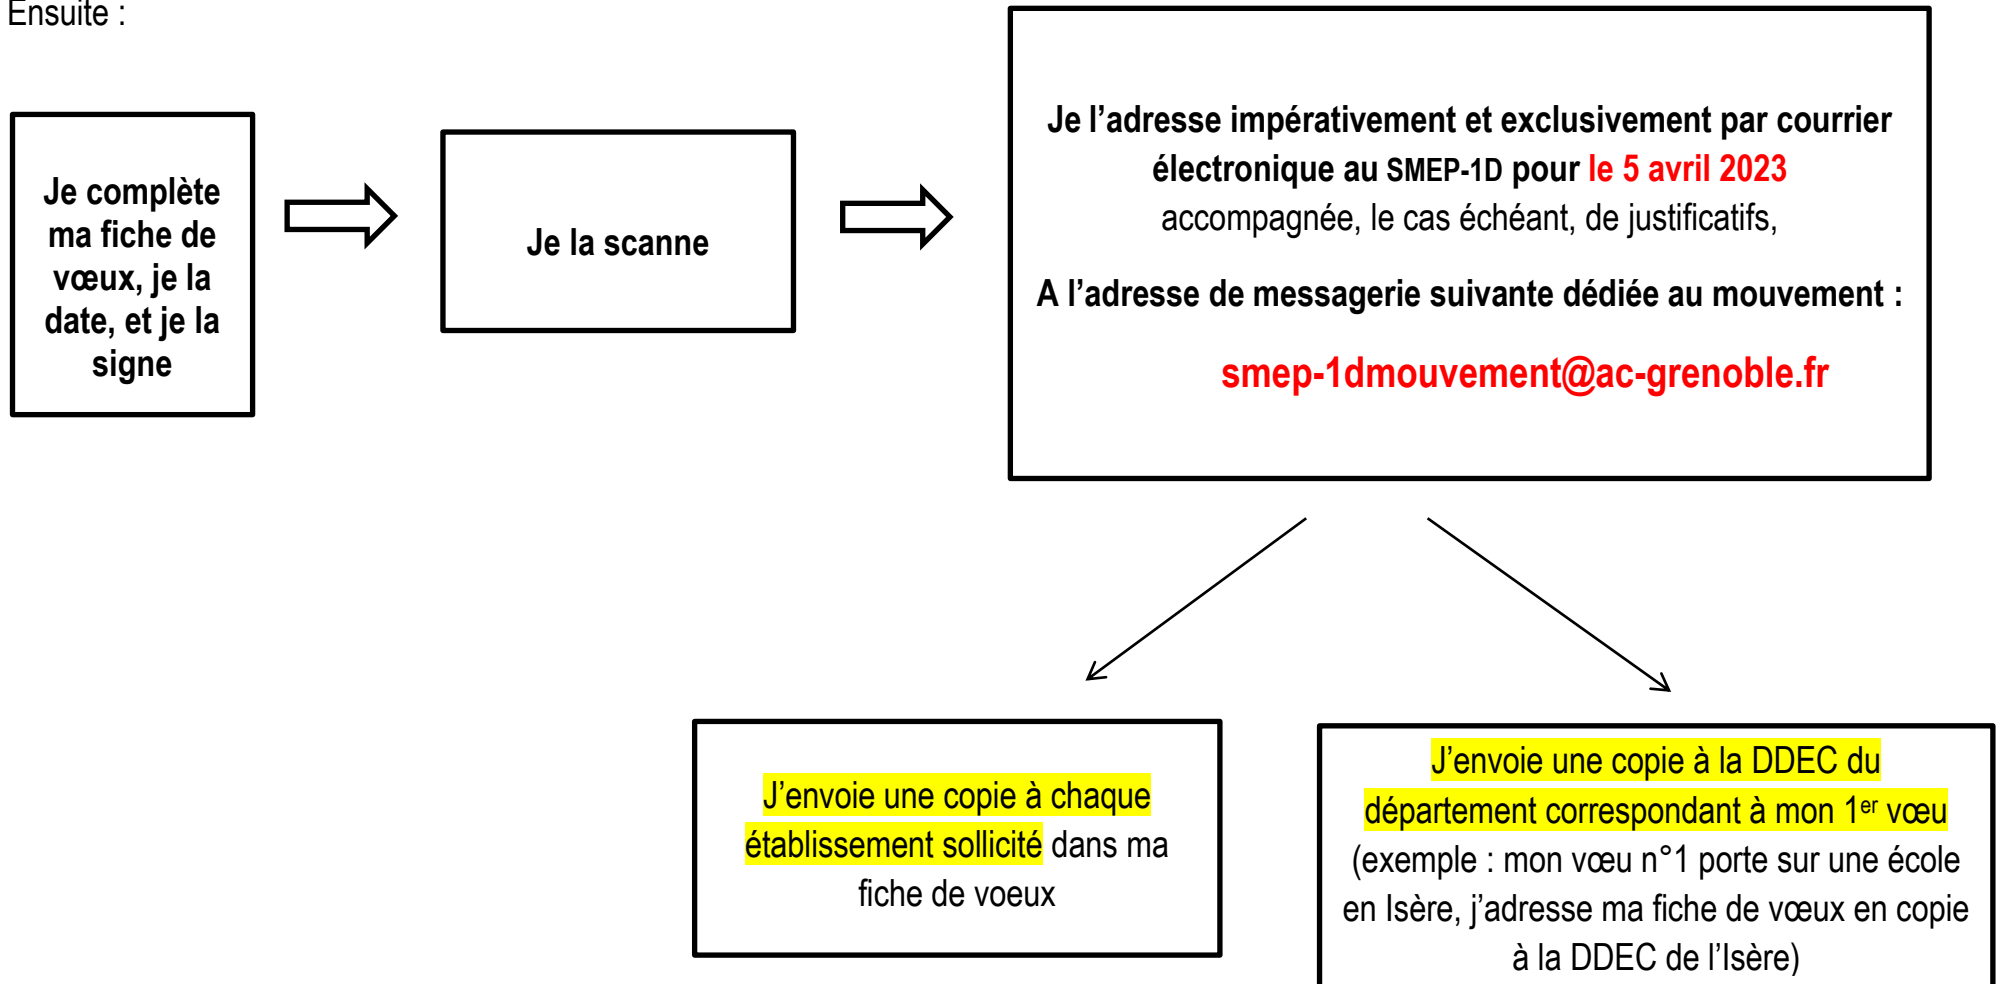 Ensuite :
Je complète
ma fiche de
vœux, je la
date, et je la
signe
Je la scanne
Je l’adresse impérativement et exclusivement par courrier
électronique au SMEP-1D pour le 5 avril 2023
accompagnée, le cas échéant, de justificatifs,
A l’adresse de messagerie suivante dédiée au mouvement :
smep-1dmouvement@ac-grenoble.fr
J’envoie une copie à chaque
établissement sollicité dans ma
fiche de voeux
J’envoie une copie à la DDEC du
département correspondant à mon 1er vœu
(exemple : mon vœu n°1 porte sur une école
en Isère, j’adresse ma fiche de vœux en copie
à la DDEC de l’Isère)